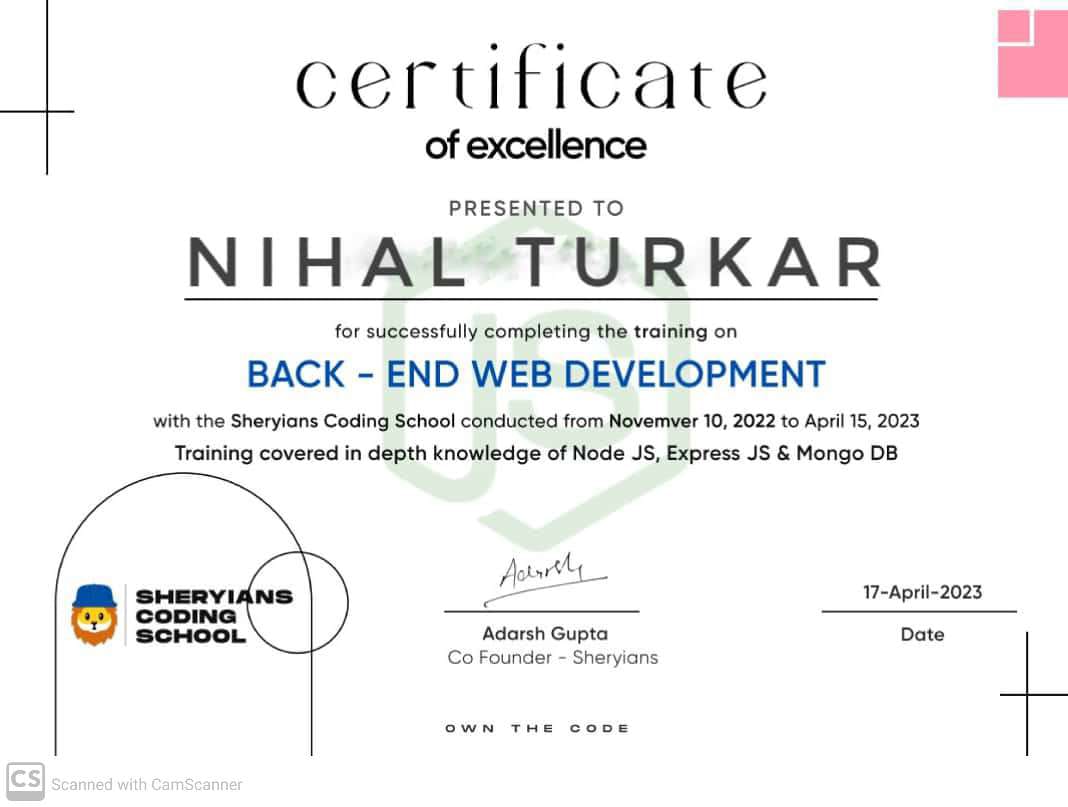 certificate
of excellence
PRESENTED TO
NIHAL TURKAR
for successfully completing the training on
BACK - END WEB DEVELOPMENT
with the Sheryians Coding School conducted from Novemver 10, 2022 to April 15, 2023
Training covered in depth knowledge of Node JS, Express JS & Mongo DB
JS
SHERYIANS
CODING
SCHOOL
Adarsh
Adarsh Gupta
Co Founder - Sheryians
17-April-2023
Date
OWN THE CODE
CS Scanned with CamScanner